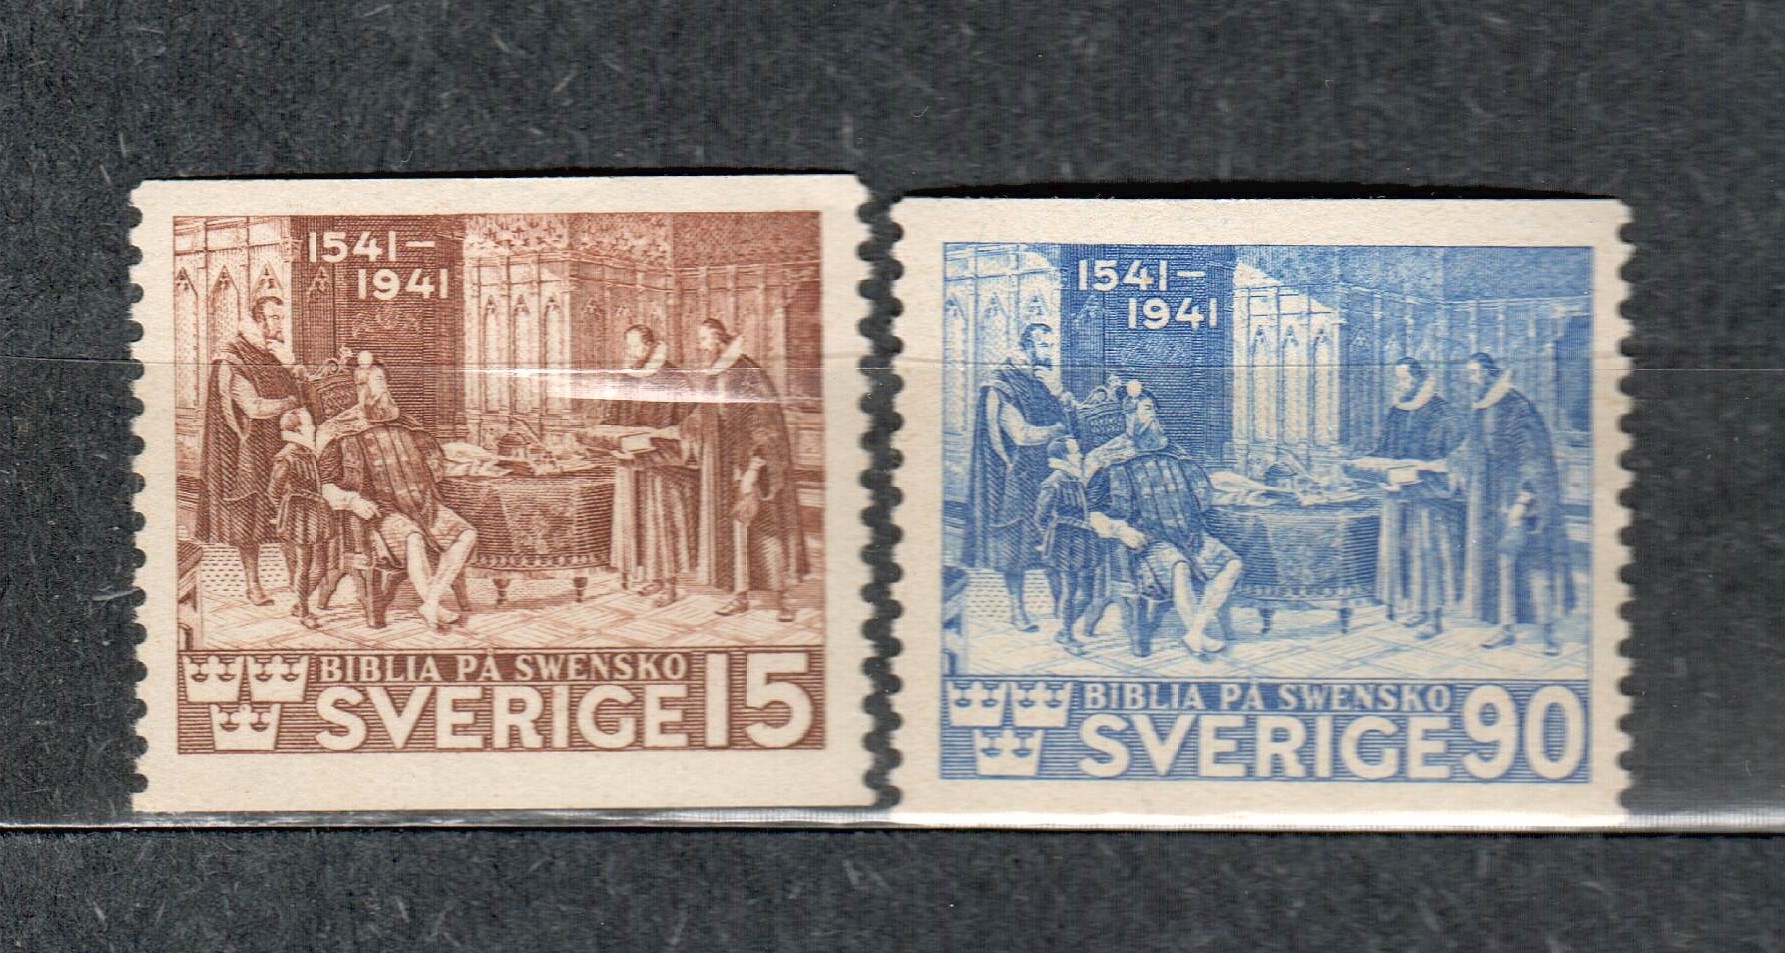 1541–
1941
BIBLIA PÅ SWENSKO
SVERIGE 15
1541–
1941
BIBLIA PÅ SWENSKO
SVERIGE 90